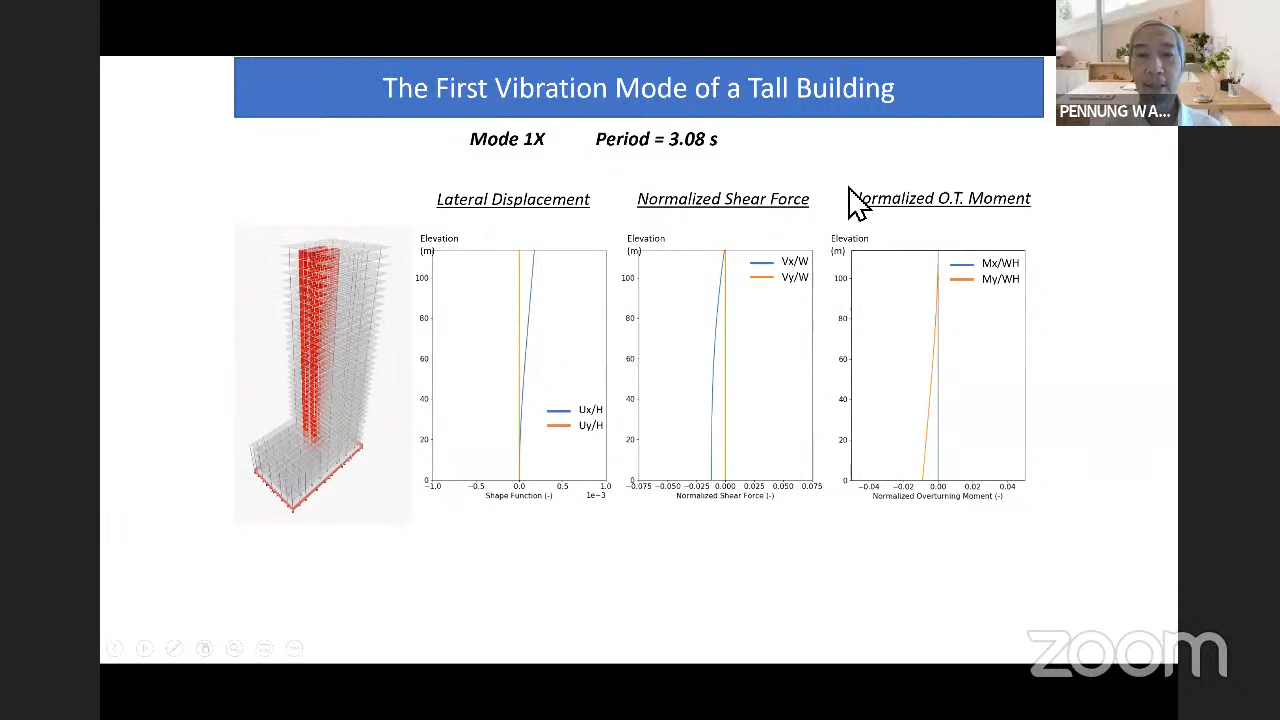 PENNUNG WA...
The First Vibration Mode of a Tall Building
Mode 1X Period = 3.08 s
Lateral Displacement
Elevation
(m)
100
80
60
40
20
0
Ux/H
Uy/H
−1.0 −0.5 0.0 0.5 1.0
Shape Function (-)
1e−3
Normalized Shear Force
Elevation
(m)
Vx/W
Vy/W
100
80
60
40
20
0
−0.075 −0.050 −0.025 0.000 0.025 0.050 0.075
Normalized Shear Force (-)
ormalized O.T. Moment
Elevation
(m)
Mx/WH
My/WH
100
80
60
40
20
0
−0.04 −0.02 0.00 0.02 0.04
Normalized Overturning Moment (-)
zoom